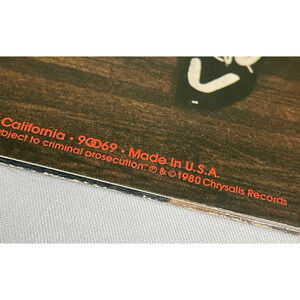 California • 90069 • Made In U.S.A.
bject to criminal prosecution." ℗ & © 1980 Chrysalis Records